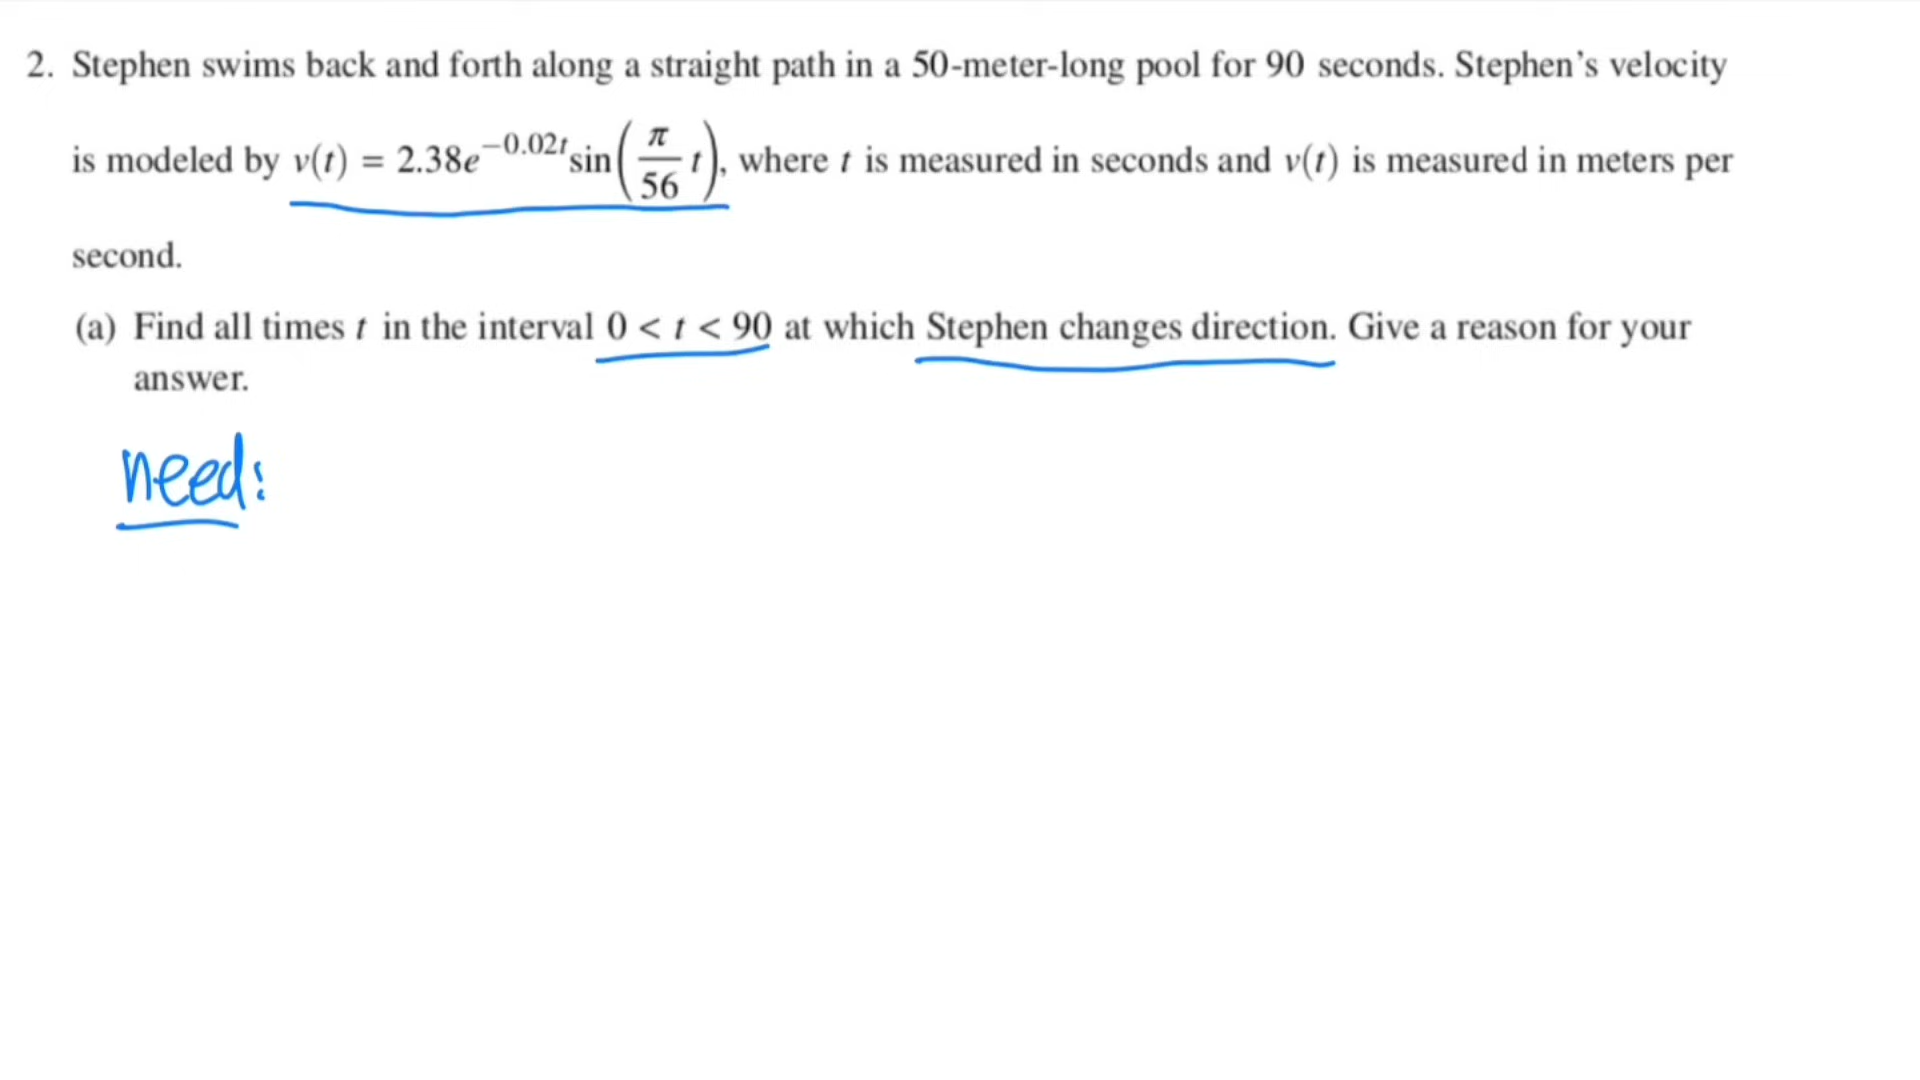 2. Stephen swims back and forth along a straight path in a 50-meter-long pool for 90 seconds. Stephen's velocity
is modeled by v(t) = 2.38e^{-0.02t} sin(π/56 t), where t is measured in seconds and v(t) is measured in meters per
second.
(a) Find all times t in the interval 0 < t < 90 at which Stephen changes direction. Give a reason for your
answer.
need: